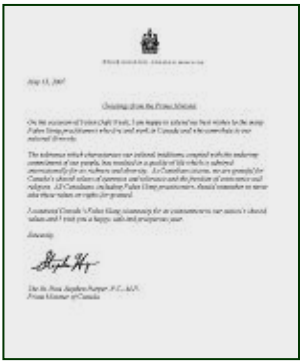 May 13, 2007
Greetings from the Prime Minister
On the occasion of Falun Dafa Week, I am happy to extend my best wishes to the many
Falun Gong practitioners who live and work in Canada and who contribute to our
national diversity.
The tolerance which characterizes our national traditions, coupled with the enduring
commitment of our people, has resulted in a quality of life which is admired
internationally for its richness and diversity. As Canadian citizens, we are grateful for
Canada's shared values of openness and tolerance and the freedom of conscience and
religion. All Canadians, including Falun Gong practitioners, should remember to never
take these values or rights for granted.
I commend Canada's Falun Gong community for its commitment to our nation's shared
values and I wish you a happy, safe and prosperous year.
Sincerely,
The Rt. Hon. Stephen Harper, P.C., M.P.
Prime Minister of Canada